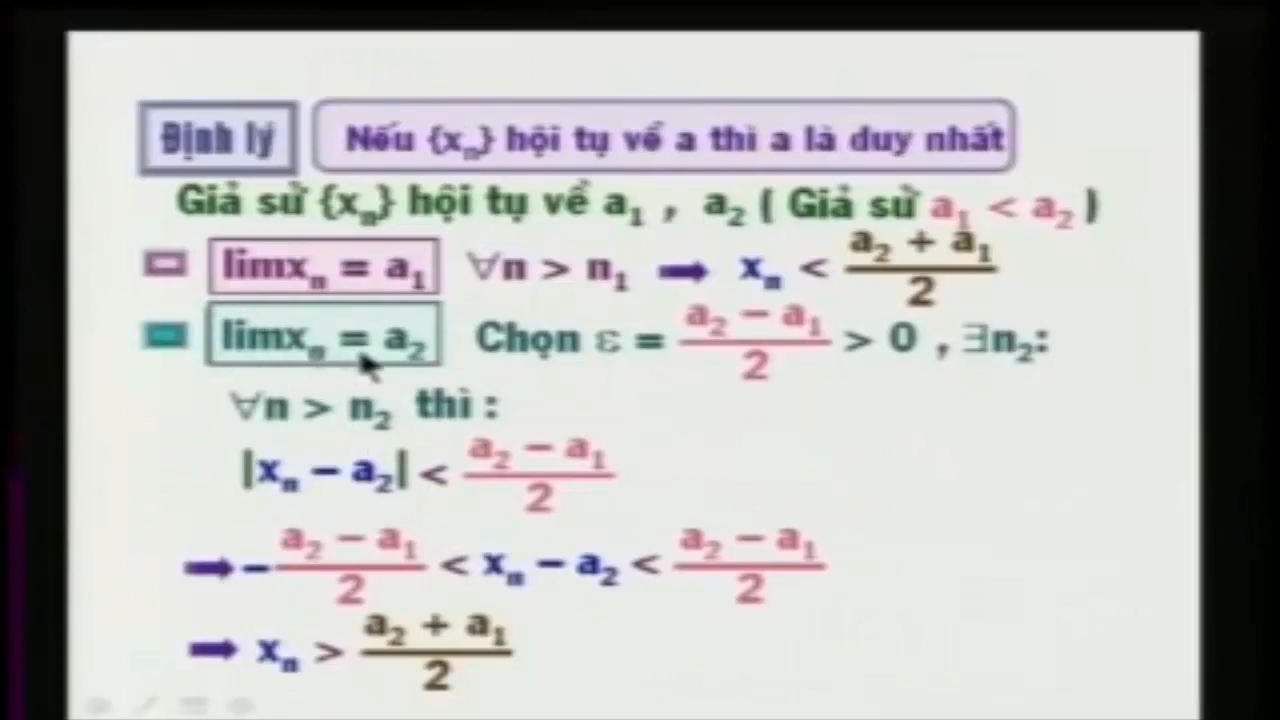 Định lý Nếu {xₙ} hội tụ về a thì a là duy nhất
Giả sử {xₙ} hội tụ về a₁ , a₂ ( Giả sử a₁ < a₂ )
limxₙ = a₁ ∀n > n₁ ➡ xₙ < (a₂ + a₁)/2
limxₙ = a₂ Chọn ε = (a₂ − a₁)/2 > 0 , ∃n₂:
∀n > n₂ thì :
|xₙ − a₂| < (a₂ − a₁)/2
➡ −(a₂ − a₁)/2 < xₙ − a₂ < (a₂ − a₁)/2
➡ xₙ > (a₂ + a₁)/2